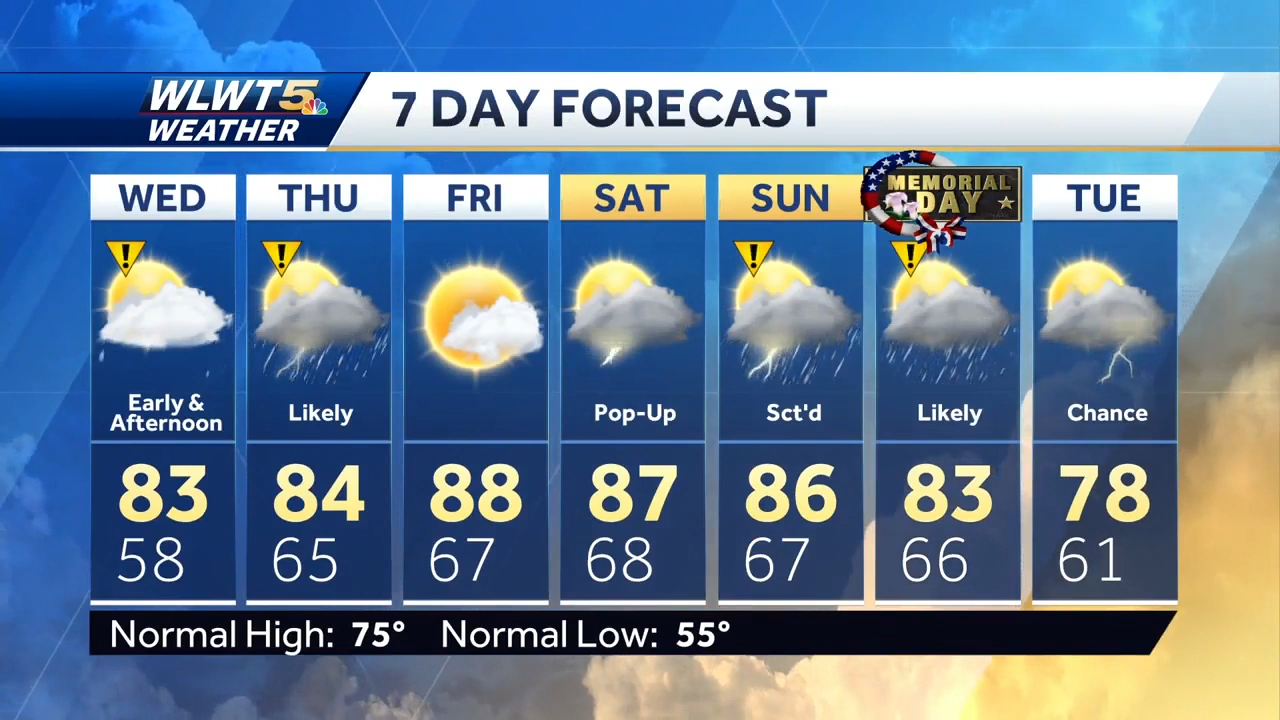 WLWT5
WEATHER
7 DAY FORECAST
WED
THU
FRI
SAT
SUN
MEMORIAL
DAY
TUE
!
!
!
!
Early &
Afternoon
Likely
Pop-Up
Sct'd
Likely
Chance
83
84
88
87
86
83
78
58
65
67
68
67
66
61
Normal High: 75° Normal Low: 55°